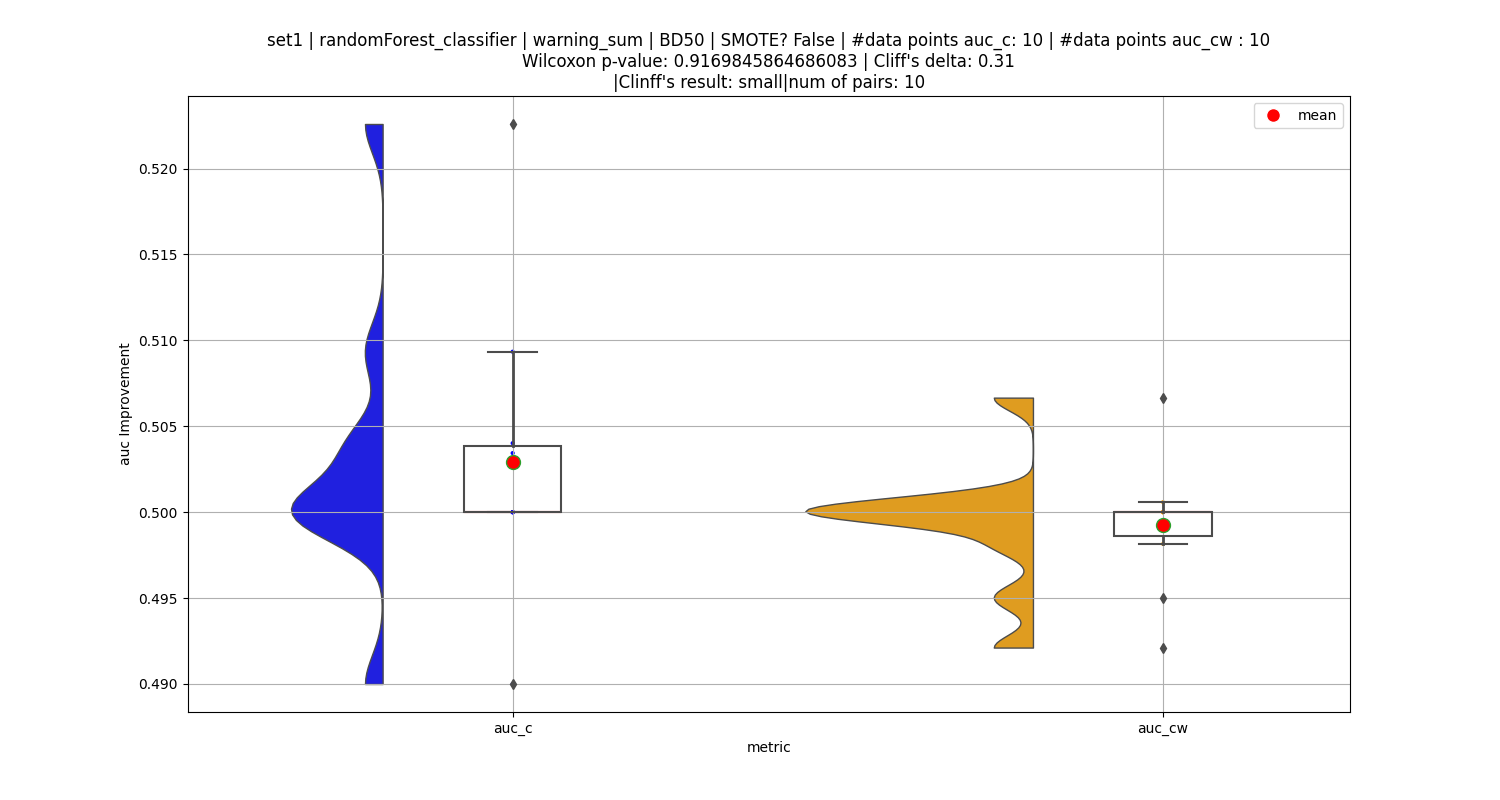 set1 | randomForest_classifier | warning_sum | BD50 | SMOTE? False | #data points auc_c: 10 | #data points auc_cw : 10
Wilcoxon p-value: 0.9169845864686083 | Cliff's delta: 0.31
|Clinff's result: small|num of pairs: 10
mean
0.520
0.515
0.510
0.505
0.500
0.495
0.490
auc Improvement
auc_c
auc_cw
metric